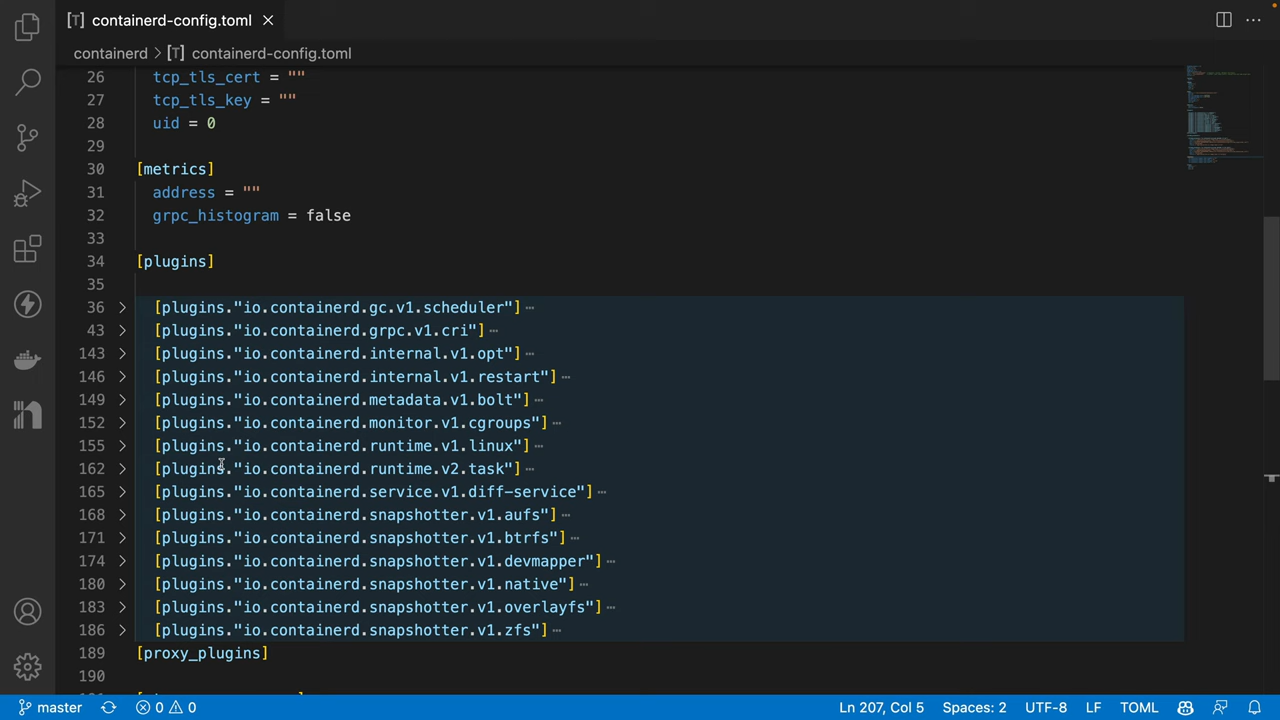 [T] containerd-config.toml ×
containerd > [T] containerd-config.toml
26 tcp_tls_cert = ""
27 tcp_tls_key = ""
28 uid = 0
29
30 [metrics]
31 address = ""
32 grpc_histogram = false
33
34 [plugins]
35
36 > [plugins."io.containerd.gc.v1.scheduler"] ⋯
43 > [plugins."io.containerd.grpc.v1.cri"] ⋯
143 > [plugins."io.containerd.internal.v1.opt"] ⋯
146 > [plugins."io.containerd.internal.v1.restart"] ⋯
149 > [plugins."io.containerd.metadata.v1.bolt"] ⋯
152 > [plugins."io.containerd.monitor.v1.cgroups"] ⋯
155 > [plugins."io.containerd.runtime.v1.linux"] ⋯
162 > [plugins."io.containerd.runtime.v2.task"] ⋯
165 > [plugins."io.containerd.service.v1.diff-service"] ⋯
168 > [plugins."io.containerd.snapshotter.v1.aufs"] ⋯
171 > [plugins."io.containerd.snapshotter.v1.btrfs"] ⋯
174 > [plugins."io.containerd.snapshotter.v1.devmapper"] ⋯
180 > [plugins."io.containerd.snapshotter.v1.native"] ⋯
183 > [plugins."io.containerd.snapshotter.v1.overlayfs"] ⋯
186 > [plugins."io.containerd.snapshotter.v1.zfs"] ⋯
189 [proxy_plugins]
190
master 0 0 Ln 207, Col 5 Spaces: 2 UTF-8 LF TOML